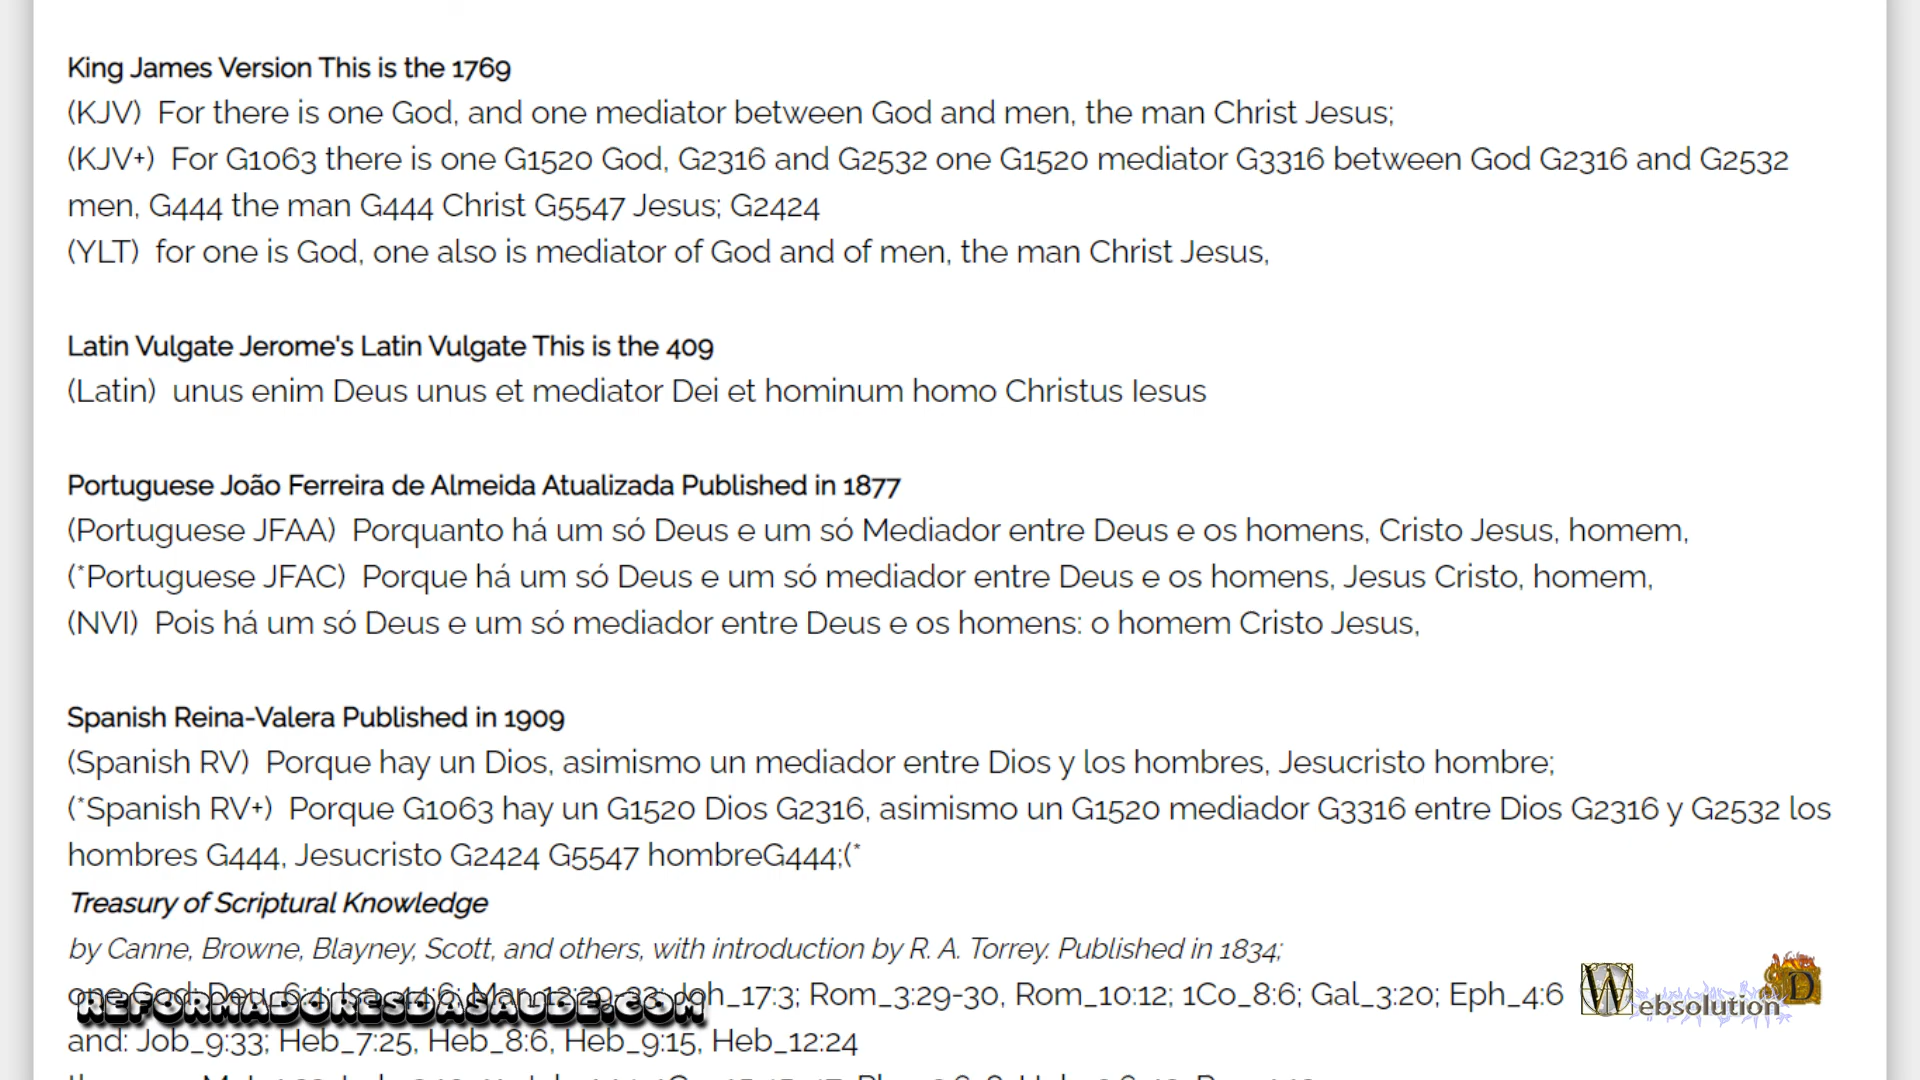 King James Version This is the 1769
(KJV) For there is one God, and one mediator between God and men, the man Christ Jesus;
(KJV+) For G1063 there is one G1520 God, G2316 and G2532 one G1520 mediator G3316 between God G2316 and G2532
men, G444 the man G444 Christ G5547 Jesus; G2424
(YLT) for one is God, one also is mediator of God and of men, the man Christ Jesus,
Latin Vulgate Jerome's Latin Vulgate This is the 409
(Latin) unus enim Deus unus et mediator Dei et hominum homo Christus Iesus
Portuguese João Ferreira de Almeida Atualizada Published in 1877
(Portuguese JFAA) Porquanto há um só Deus e um só Mediador entre Deus e os homens, Cristo Jesus, homem,
(*Portuguese JFAC) Porque há um só Deus e um só mediador entre Deus e os homens, Jesus Cristo, homem,
(NVI) Pois há um só Deus e um só mediador entre Deus e os homens: o homem Cristo Jesus,
Spanish Reina-Valera Published in 1909
(Spanish RV) Porque hay un Dios, asimismo un mediador entre Dios y los hombres, Jesucristo hombre;
(*Spanish RV+) Porque G1063 hay un G1520 Dios G2316, asimismo un G1520 mediador G3316 entre Dios G2316 y G2532 los
hombres G444, Jesucristo G2424 G5547 hombreG444;(*
Treasury of Scriptural Knowledge
by Canne, Browne, Blayney, Scott, and others, with introduction by R. A. Torrey. Published in 1834;
one God: Deu_6:4; Isa_44:6; Mar_12:29-33; Joh_17:3; Rom_3:29-30, Rom_10:12; 1Co_8:6; Gal_3:20; Eph_4:6
REFORMADORESDASAUDE.COM
Websolution D
and: Job_9:33; Heb_7:25, Heb_8:6, Heb_9:15, Heb_12:24